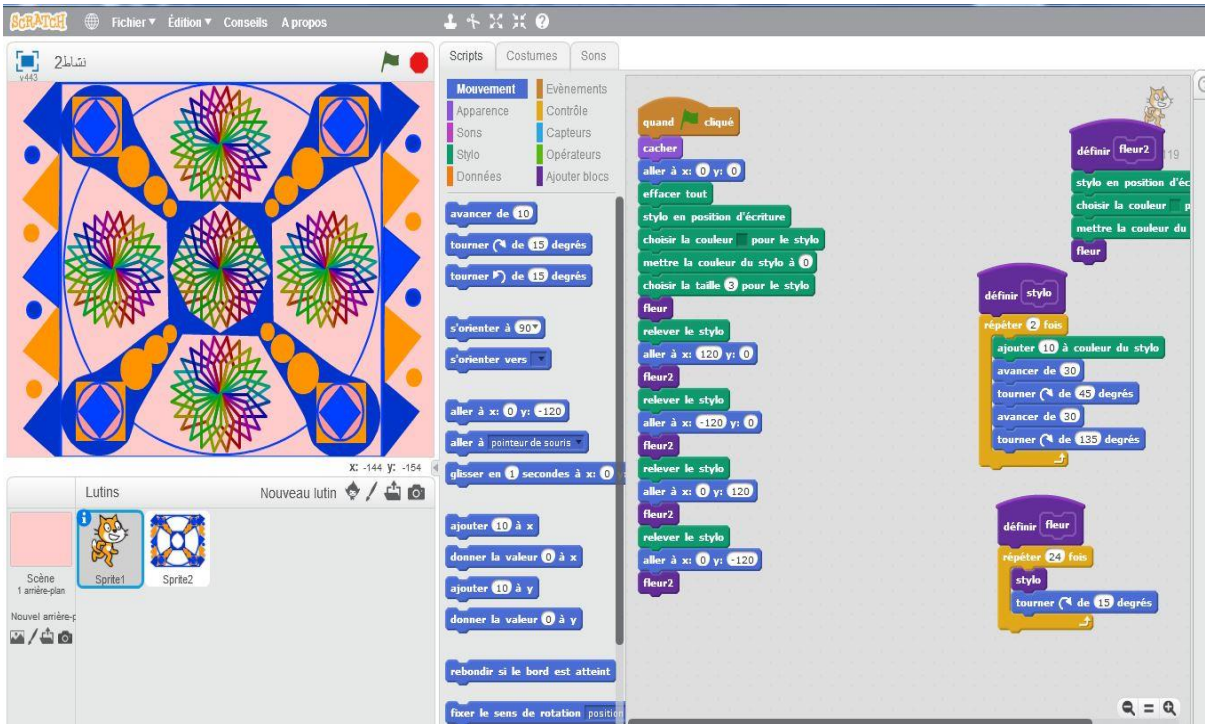 SCRATCH Fichier Édition Conseils A propos
نشاط2
v443
X: -144 y: -154
Lutins Nouveau lutin
Scène
1 arrière-plan
Sprite1
Sprite2
Nouvel arrière-p
Scripts Costumes Sons
Mouvement Evènements
Apparence Contrôle
Sons Capteurs
Stylo Opérateurs
Données Ajouter blocs
avancer de 10
tourner de 15 degrés
tourner de 15 degrés
s'orienter à 90
s'orienter vers
aller à x: 0 y: -120
aller à pointeur de souris
glisser en 1 secondes à x: 0
ajouter 10 à x
donner la valeur 0 à x
ajouter 10 à y
donner la valeur 0 à y
rebondir si le bord est atteint
fixer le sens de rotation position
quand cliqué
cacher
aller à x: 0 y: 0
effacer tout
stylo en position d'écriture
choisir la couleur pour le stylo
mettre la couleur du stylo à 0
choisir la taille 3 pour le stylo
fleur
relever le stylo
aller à x: 120 y: 0
fleur2
relever le stylo
aller à x: -120 y: 0
fleur2
relever le stylo
aller à x: 0 y: 120
fleur2
relever le stylo
aller à x: 0 y: -120
fleur2
définir fleur2
119
stylo en position d'éc
choisir la couleur p
mettre la couleur du
fleur
définir stylo
répéter 2 fois
ajouter 10 à couleur du stylo
avancer de 30
tourner de 45 degrés
avancer de 30
tourner de 135 degrés
définir fleur
répéter 24 fois
stylo
tourner de 15 degrés